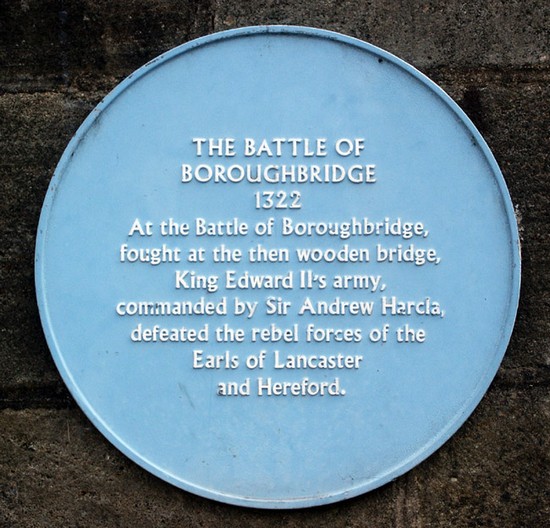 THE BATTLE OF
BOROUGHBRIDGE
1322
At the Battle of Boroughbridge,
fought at the then wooden bridge,
King Edward II's army,
commanded by Sir Andrew Harcla,
defeated the rebel forces of the
Earls of Lancaster
and Hereford.